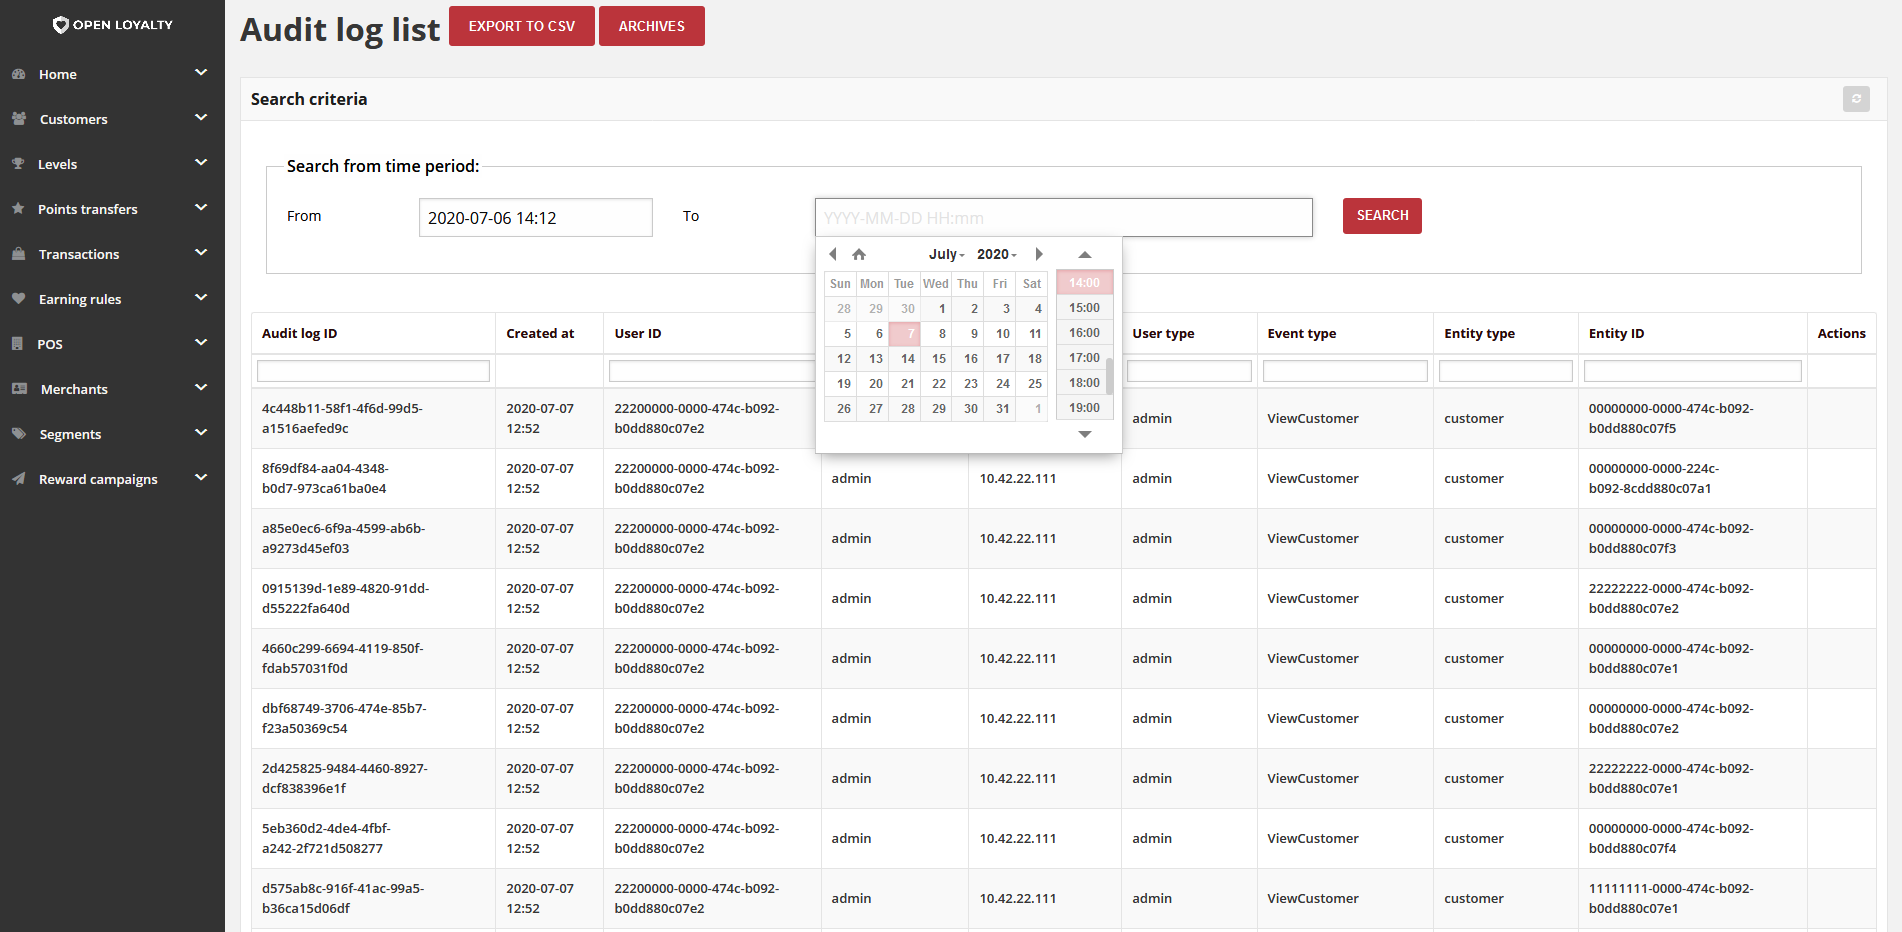 OPEN LOYALTY
Home
Customers
Levels
Points transfers
Transactions
Earning rules
POS
Merchants
Segments
Reward campaigns
Audit log list EXPORT TO CSV ARCHIVES
Search criteria
Search from time period:
From 2020-07-06 14:12 To YYYY-MM-DD HH:mm SEARCH
July 2020
Sun Mon Tue Wed Thu Fri Sat
28 29 30 1 2 3 4
5 6 7 8 9 10 11
12 13 14 15 16 17 18
19 20 21 22 23 24 25
26 27 28 29 30 31 1
14:00
15:00
16:00
17:00
18:00
19:00
Audit log ID Created at User ID User type Event type Entity type Entity ID Actions
4c448b11-58f1-4f6d-99d5- 2020-07-07 22200000-0000-474c-b092- admin ViewCustomer customer 00000000-0000-474c-b092-
a1516aefed9c 12:52 b0dd880c07e2 b0dd880c07f5
8f69df84-aa04-4348- 2020-07-07 22200000-0000-474c-b092- admin 10.42.22.111 admin ViewCustomer customer 00000000-0000-224c-
b0d7-973ca61ba0e4 12:52 b0dd880c07e2 b092-8cdd880c07a1
a85e0ec6-6f9a-4599-ab6b- 2020-07-07 22200000-0000-474c-b092- admin 10.42.22.111 admin ViewCustomer customer 00000000-0000-474c-b092-
a9273d45ef03 12:52 b0dd880c07e2 b0dd880c07f3
0915139d-1e89-4820-91dd- 2020-07-07 22200000-0000-474c-b092- admin 10.42.22.111 admin ViewCustomer customer 22222222-0000-474c-b092-
d55222fa640d 12:52 b0dd880c07e2 b0dd880c07e2
4660c299-6694-4119-850f- 2020-07-07 22200000-0000-474c-b092- admin 10.42.22.111 admin ViewCustomer customer 00000000-0000-474c-b092-
fdab57031f0d 12:52 b0dd880c07e2 b0dd880c07e1
dbf68749-3706-474e-85b7- 2020-07-07 22200000-0000-474c-b092- admin 10.42.22.111 admin ViewCustomer customer 00000000-0000-474c-b092-
f23a50369c54 12:52 b0dd880c07e2 b0dd880c07e2
2d425825-9484-4460-8927- 2020-07-07 22200000-0000-474c-b092- admin 10.42.22.111 admin ViewCustomer customer 22222222-0000-474c-b092-
dcf838396e1f 12:52 b0dd880c07e2 b0dd880c07e1
5eb360d2-4de4-4fbf- 2020-07-07 22200000-0000-474c-b092- admin 10.42.22.111 admin ViewCustomer customer 00000000-0000-474c-b092-
a242-2f721d508277 12:52 b0dd880c07e2 b0dd880c07f4
d575ab8c-916f-41ac-99a5- 2020-07-07 22200000-0000-474c-b092- admin 10.42.22.111 admin ViewCustomer customer 11111111-0000-474c-b092-
b36ca15d06df 12:52 b0dd880c07e2 b0dd880c07e1